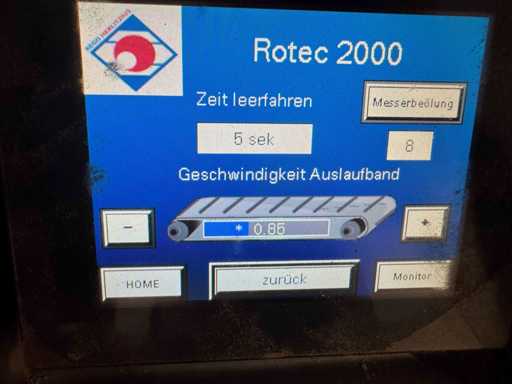 Rotec 2000
Zeit leerfahren
Messerbeölung
5 sek
8
Geschwindigkeit Auslaufband
-
* 0.85
+
HOME
zurück
Monitor